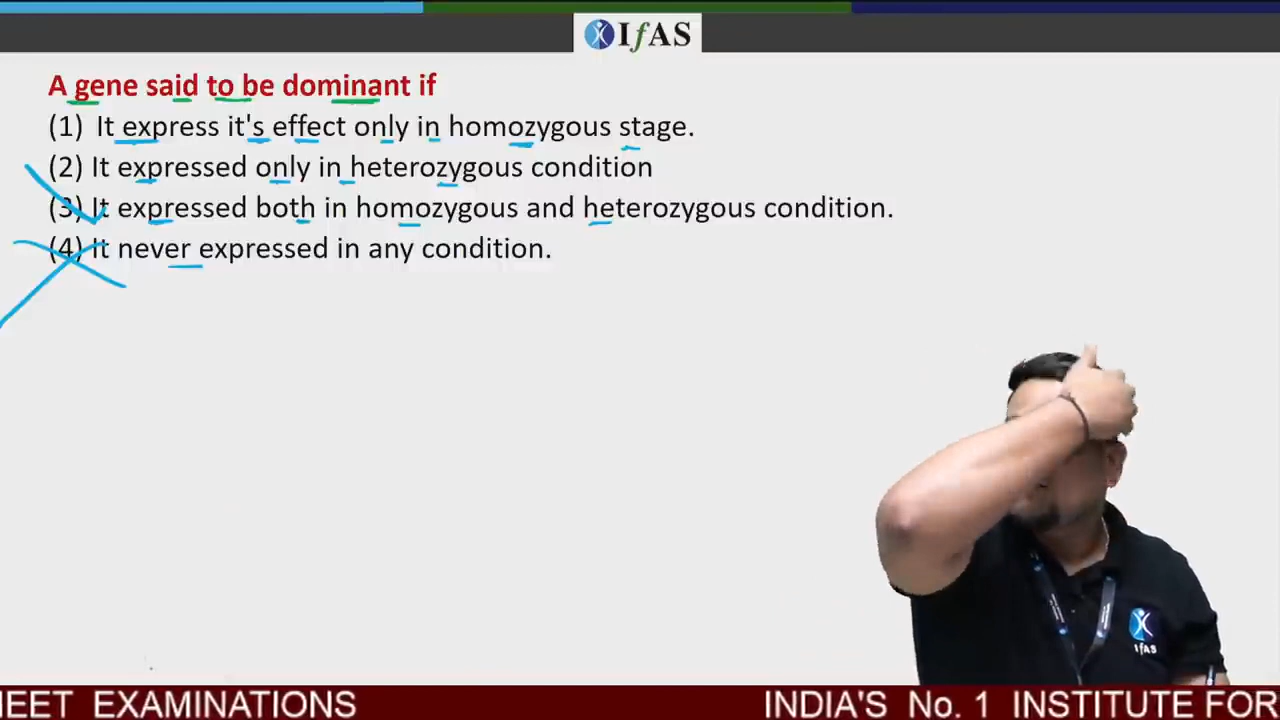 IfAS
A gene said to be dominant if
(1) It express it's effect only in homozygous stage.
(2) It expressed only in heterozygous condition
(3) It expressed both in homozygous and heterozygous condition.
(4) It never expressed in any condition.
IfAS
NEET EXAMINATIONS INDIA'S No. 1 INSTITUTE FOR